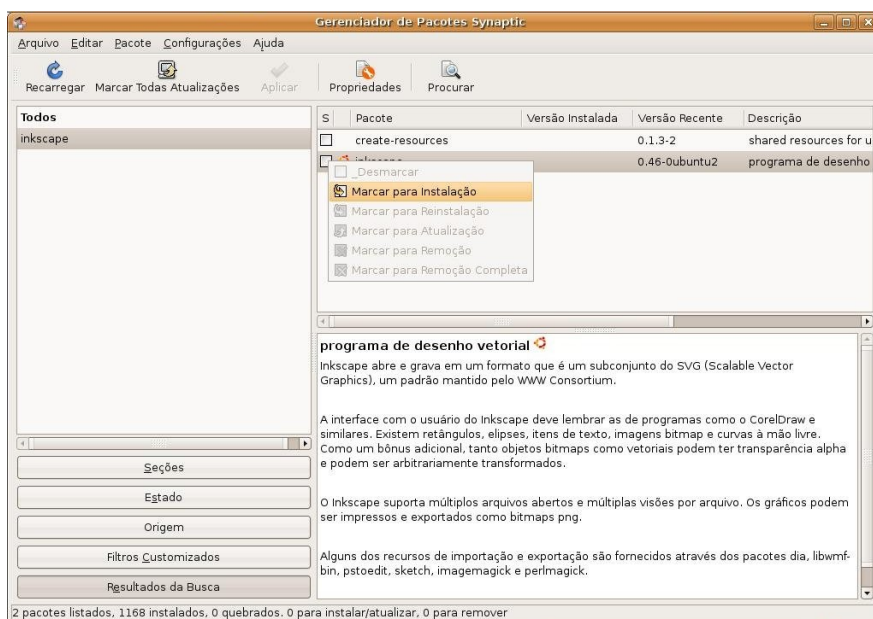 Gerenciador de Pacotes Synaptic
Arquivo Editar Pacote Configurações Ajuda
Recarregar Marcar Todas Atualizações Aplicar Propriedades Procurar
Todos
inkscape
S Pacote Versão Instalada Versão Recente Descrição
create-resources 0.1.3-2 shared resources for u
inkscape 0.46-0ubuntu2 programa de desenho
_Desmarcar
Marcar para Instalação
Marcar para Reinstalação
Marcar para Atualização
Marcar para Remoção
Marcar para Remoção Completa
programa de desenho vetorial
Inkscape abre e grava em um formato que é um subconjunto do SVG (Scalable Vector
Graphics), um padrão mantido pelo WWW Consortium.
A interface com o usuário do Inkscape deve lembrar as de programas como o CorelDraw e
similares. Existem retângulos, elipses, itens de texto, imagens bitmap e curvas à mão livre.
Como um bônus adicional, tanto objetos bitmaps como vetoriais podem ter transparência alpha
e podem ser arbitrariamente transformados.
O Inkscape suporta múltiplos arquivos abertos e múltiplas visões por arquivo. Os gráficos podem
ser impressos e exportados como bitmaps png.
Alguns dos recursos de importação e exportação são fornecidos através dos pacotes dia, libwmf-
bin, pstoedit, sketch, imagemagick e perlmagick.
Seções
Estado
Origem
Filtros Customizados
Resultados da Busca
2 pacotes listados, 1168 instalados, 0 quebrados. 0 para instalar/atualizar, 0 para remover